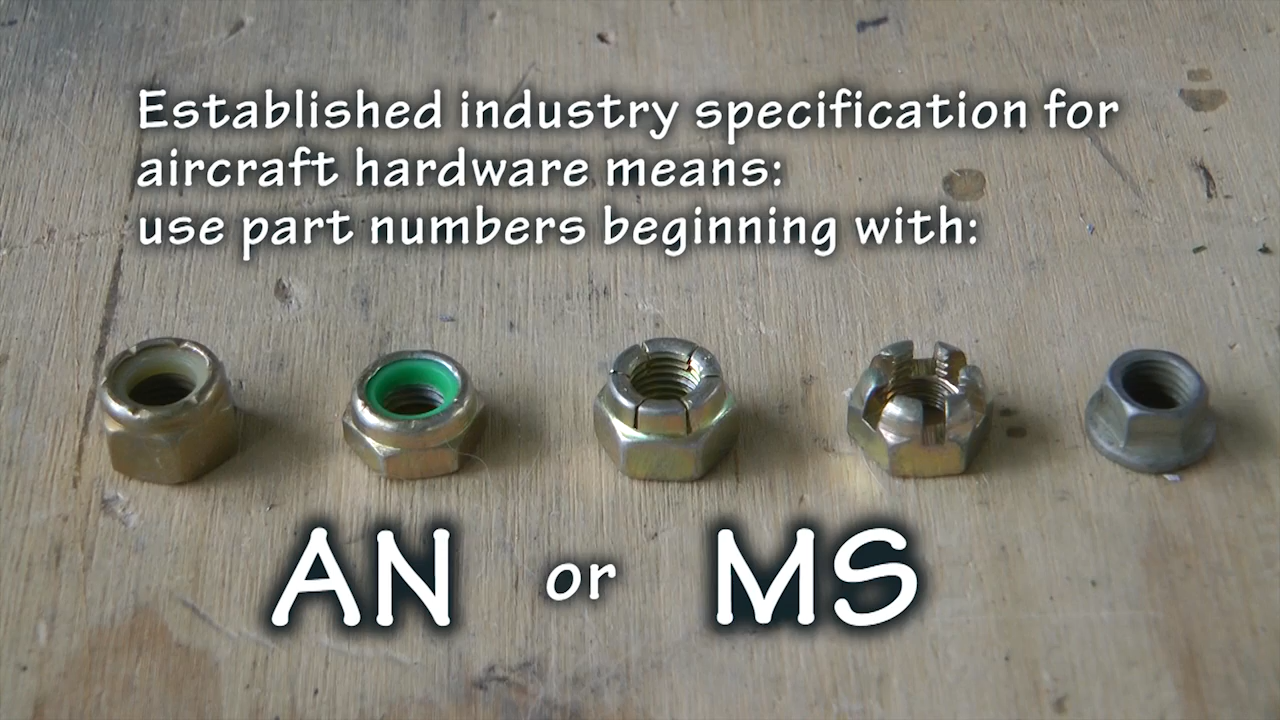 Established industry specification for
aircraft hardware means:
use part numbers beginning with:
AN or MS